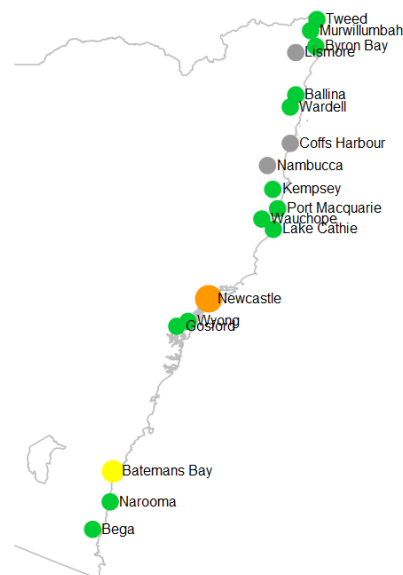 Tweed
Murwillumbah
Byron Bay
Lismore
Ballina
Wardell
Coffs Harbour
Nambucca
Kempsey
Port Macquarie
Wauchope
Lake Cathie
Newcastle
Wyong
Gosford
Batemans Bay
Narooma
Bega